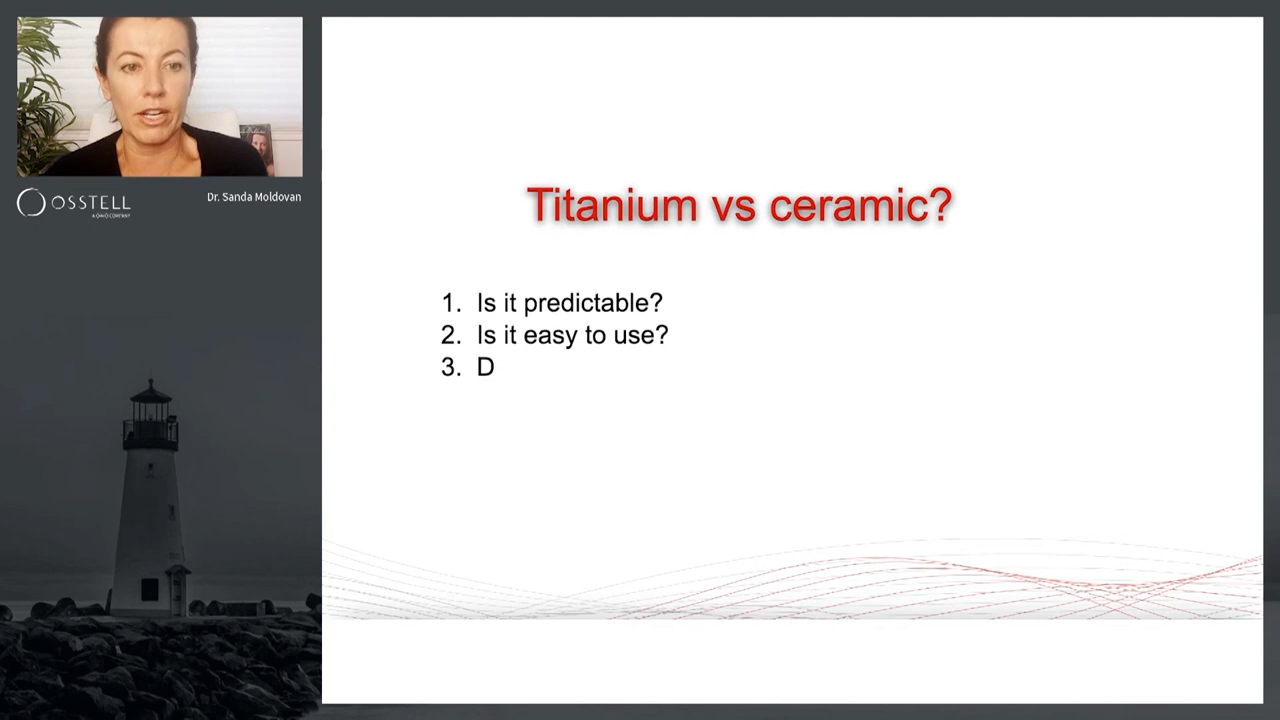 OSSTELL
Dr. Sanda Moldovan
Titanium vs ceramic?
1. Is it predictable?
2. Is it easy to use?
3. D